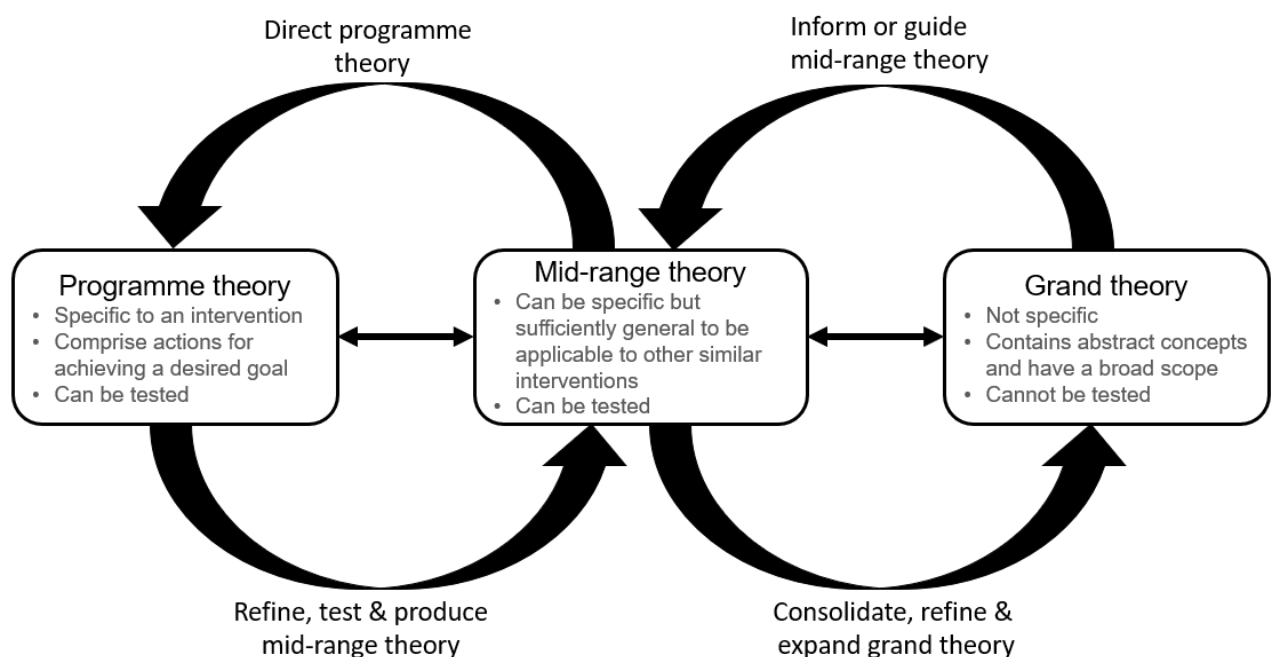 Direct programme
theory
Inform or guide
mid-range theory
Programme theory
• Specific to an intervention
• Comprise actions for
achieving a desired goal
• Can be tested
Mid-range theory
• Can be specific but
sufficiently general to be
applicable to other similar
interventions
• Can be tested
Grand theory
• Not specific
• Contains abstract concepts
and have a broad scope
• Cannot be tested
Refine, test & produce
mid-range theory
Consolidate, refine &
expand grand theory